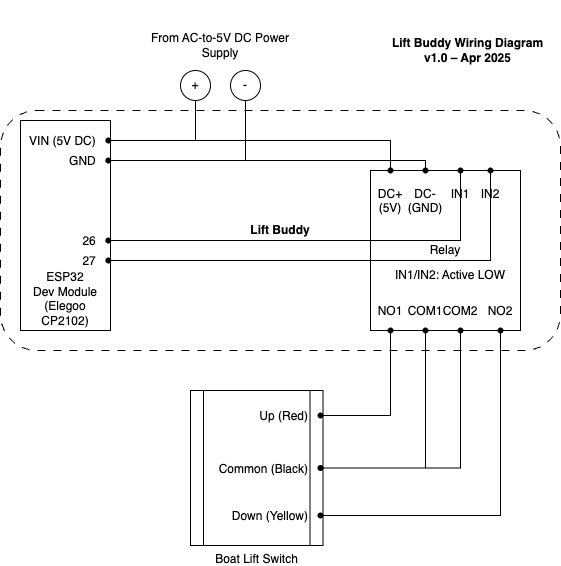 From AC-to-5V DC Power
Supply
Lift Buddy Wiring Diagram
v1.0 – Apr 2025
+
-
VIN (5V DC)
GND
DC+
(5V)
DC-
(GND)
IN1
IN2
Lift Buddy
26
27
Relay
ESP32
Dev Module
(Elegoo
CP2102)
IN1/IN2: Active LOW
NO1
COM1
COM2
NO2
Up (Red)
Common (Black)
Down (Yellow)
Boat Lift Switch